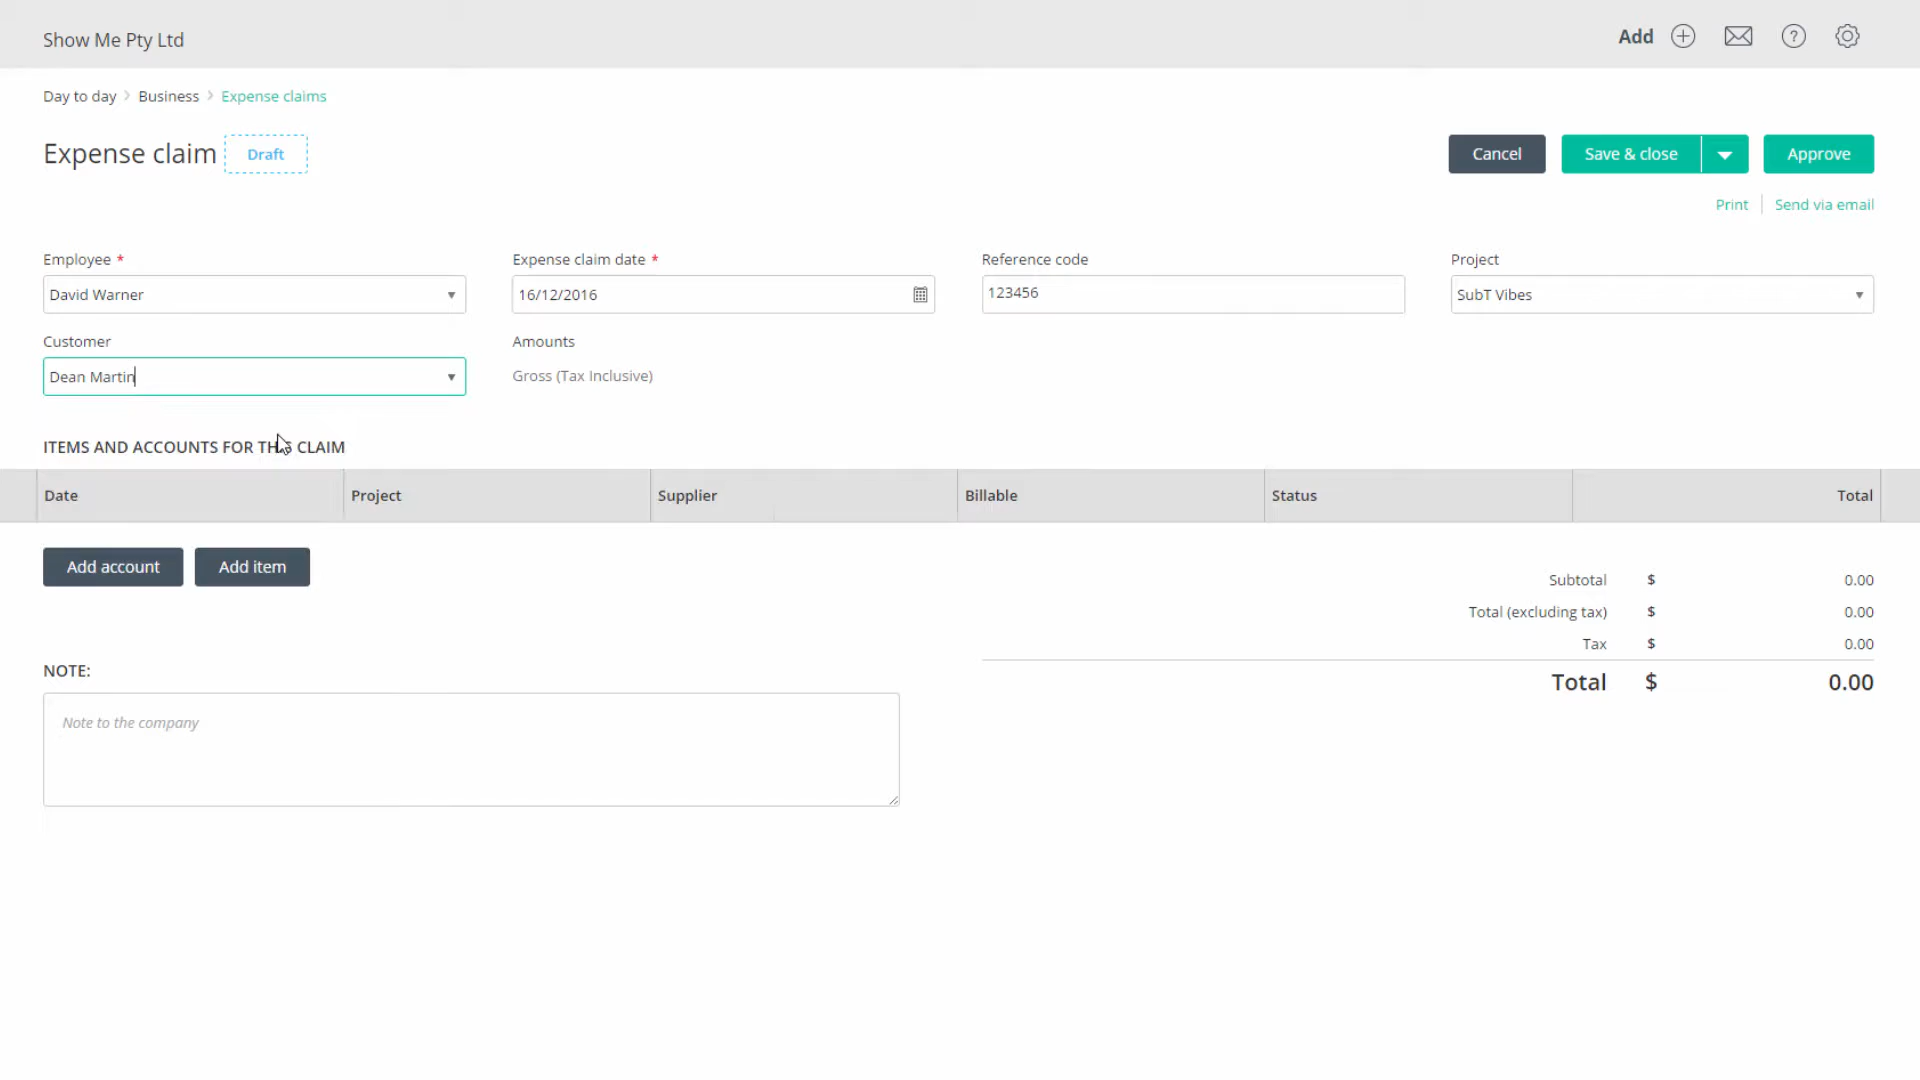 Show Me Pty Ltd
Add
Day to day > Business > Expense claims
Expense claim Draft
Cancel Save & close Approve
Print Send via email
Employee * Expense claim date * Reference code Project
David Warner 16/12/2016 123456 SubT Vibes
Customer Amounts
Dean Martin Gross (Tax Inclusive)
ITEMS AND ACCOUNTS FOR THIS CLAIM
Date Project Supplier Billable Status Total
Add account Add item
Subtotal $ 0.00
Total (excluding tax) $ 0.00
Tax $ 0.00
Total $ 0.00
NOTE:
Note to the company